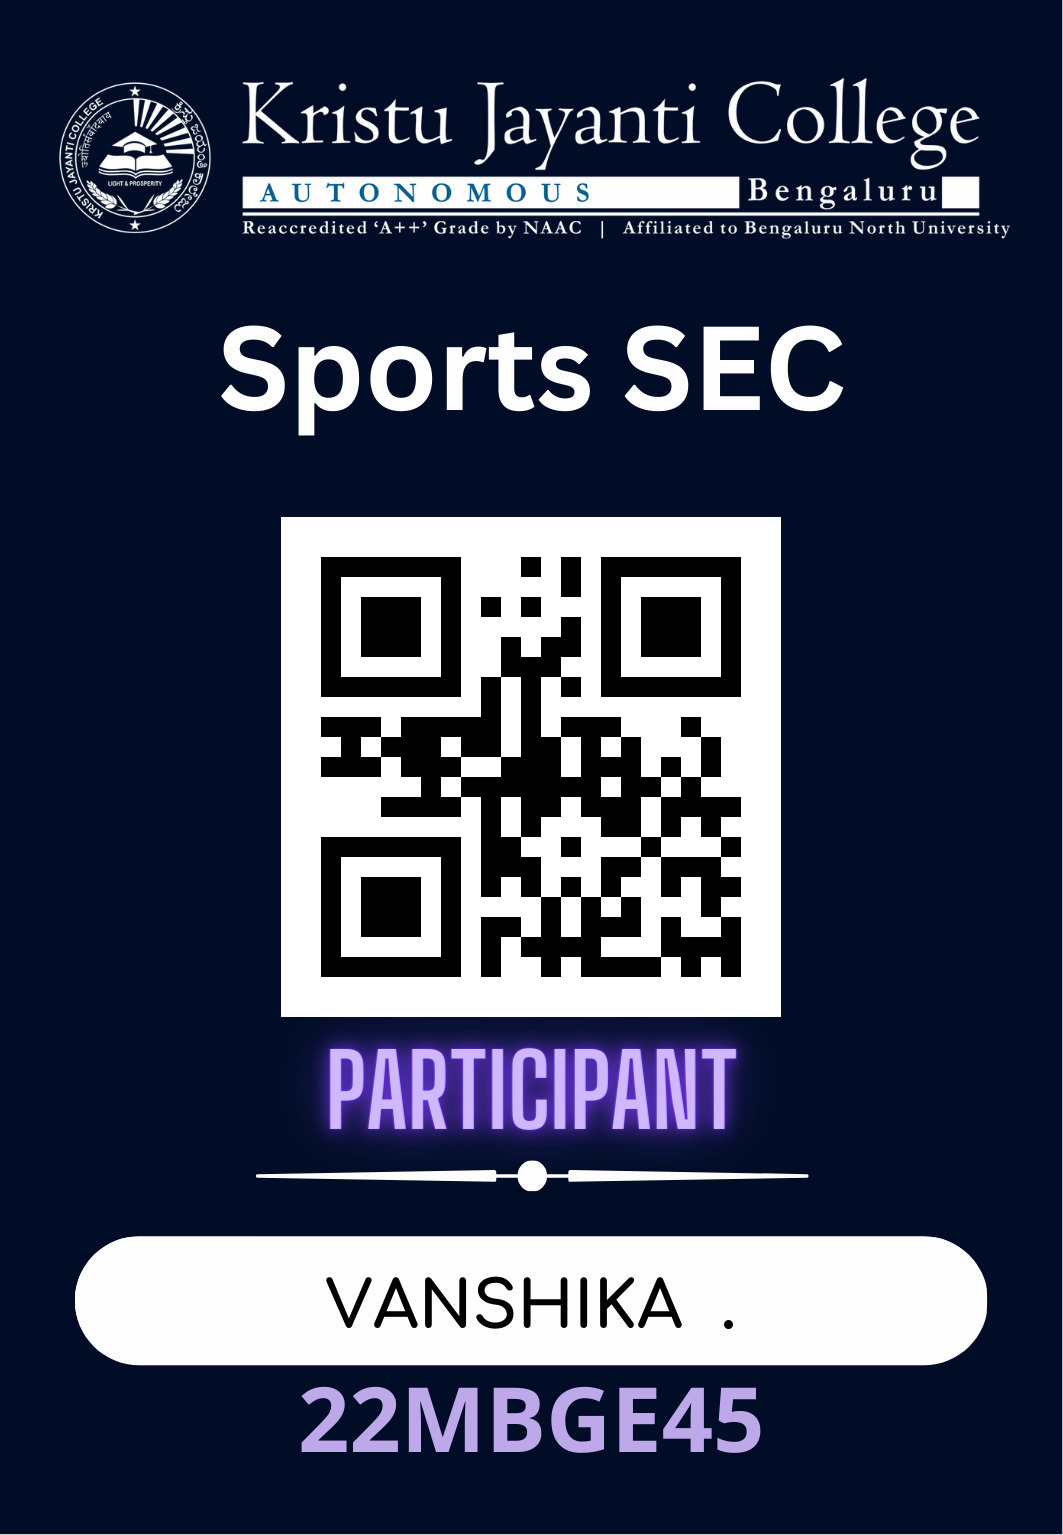 KRISTU JAYANTI COLLEGE
LIGHT & PROSPERITY
Kristu Jayanti College
AUTONOMOUS Bengaluru
Reaccredited ‘A++’ Grade by NAAC | Affiliated to Bengaluru North University
Sports SEC
PARTICIPANT
VANSHIKA .
22MBGE45